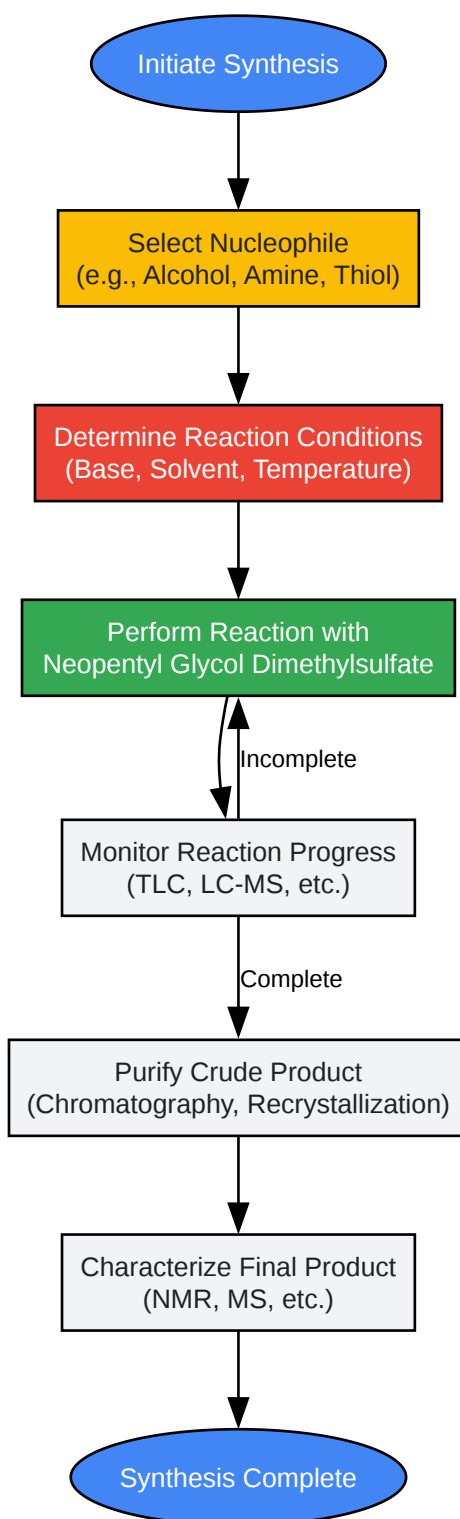 Initiate Synthesis
Select Nucleophile
(e.g., Alcohol, Amine, Thiol)
Determine Reaction Conditions
(Base, Solvent, Temperature)
Perform Reaction with
Neopentyl Glycol Dimethylsulfate
Incomplete
Monitor Reaction Progress
(TLC, LC-MS, etc.)
Complete
Purify Crude Product
(Chromatography, Recrystallization)
Characterize Final Product
(NMR, MS, etc.)
Synthesis Complete